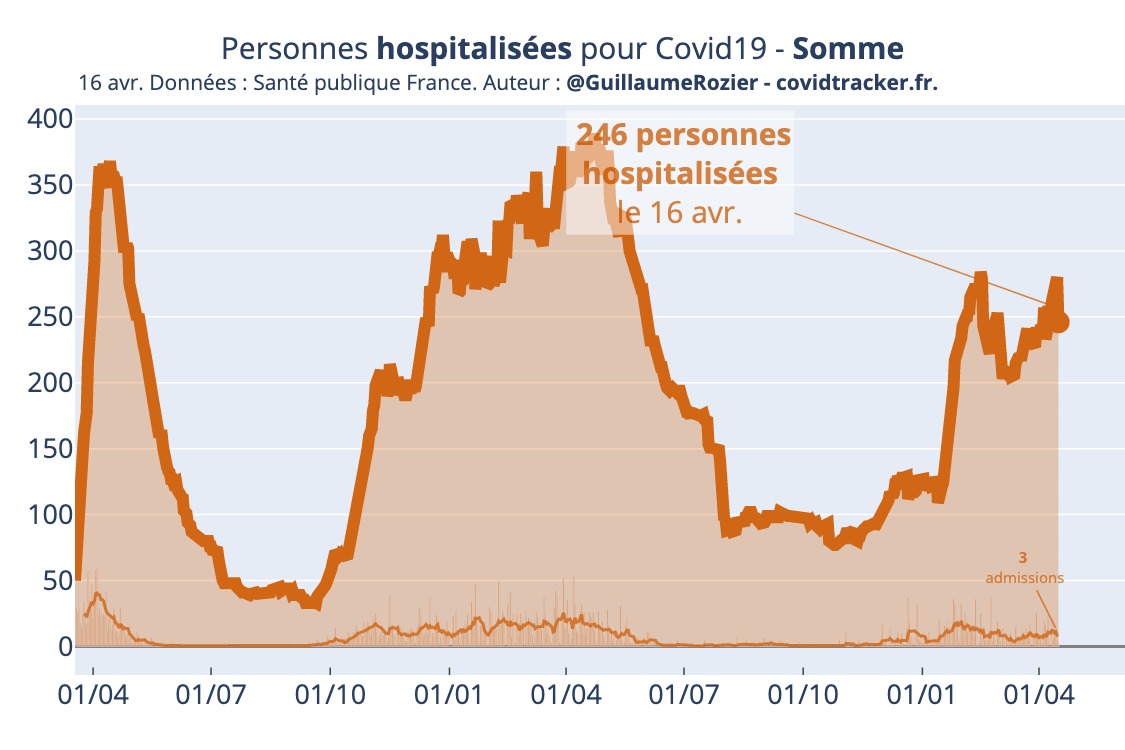 Personnes hospitalisées pour Covid19 - Somme
16 avr. Données : Santé publique France. Auteur : @GuillaumeRozier - covidtracker.fr.
400
246 personnes
hospitalisées
le 16 avr.
350
300
250
200
150
100
50
0
3
admissions
01/04 01/07 01/10 01/01 01/04 01/07 01/10 01/01 01/04